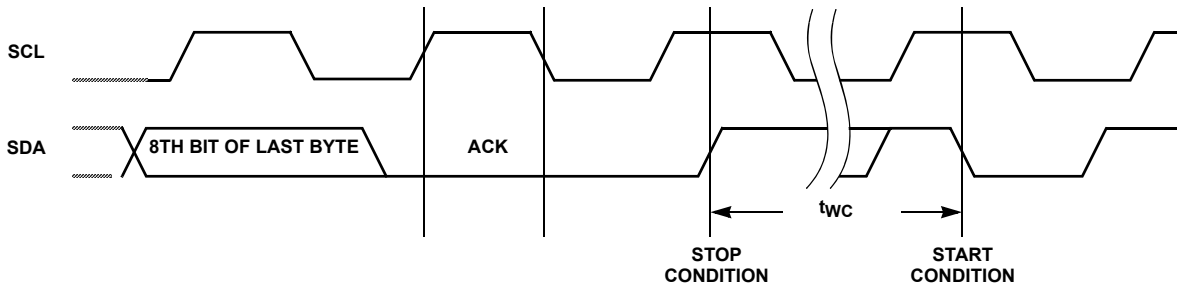 SCL
SDA
8TH BIT OF LAST BYTE
ACK
tWC
STOP
CONDITION
START
CONDITION